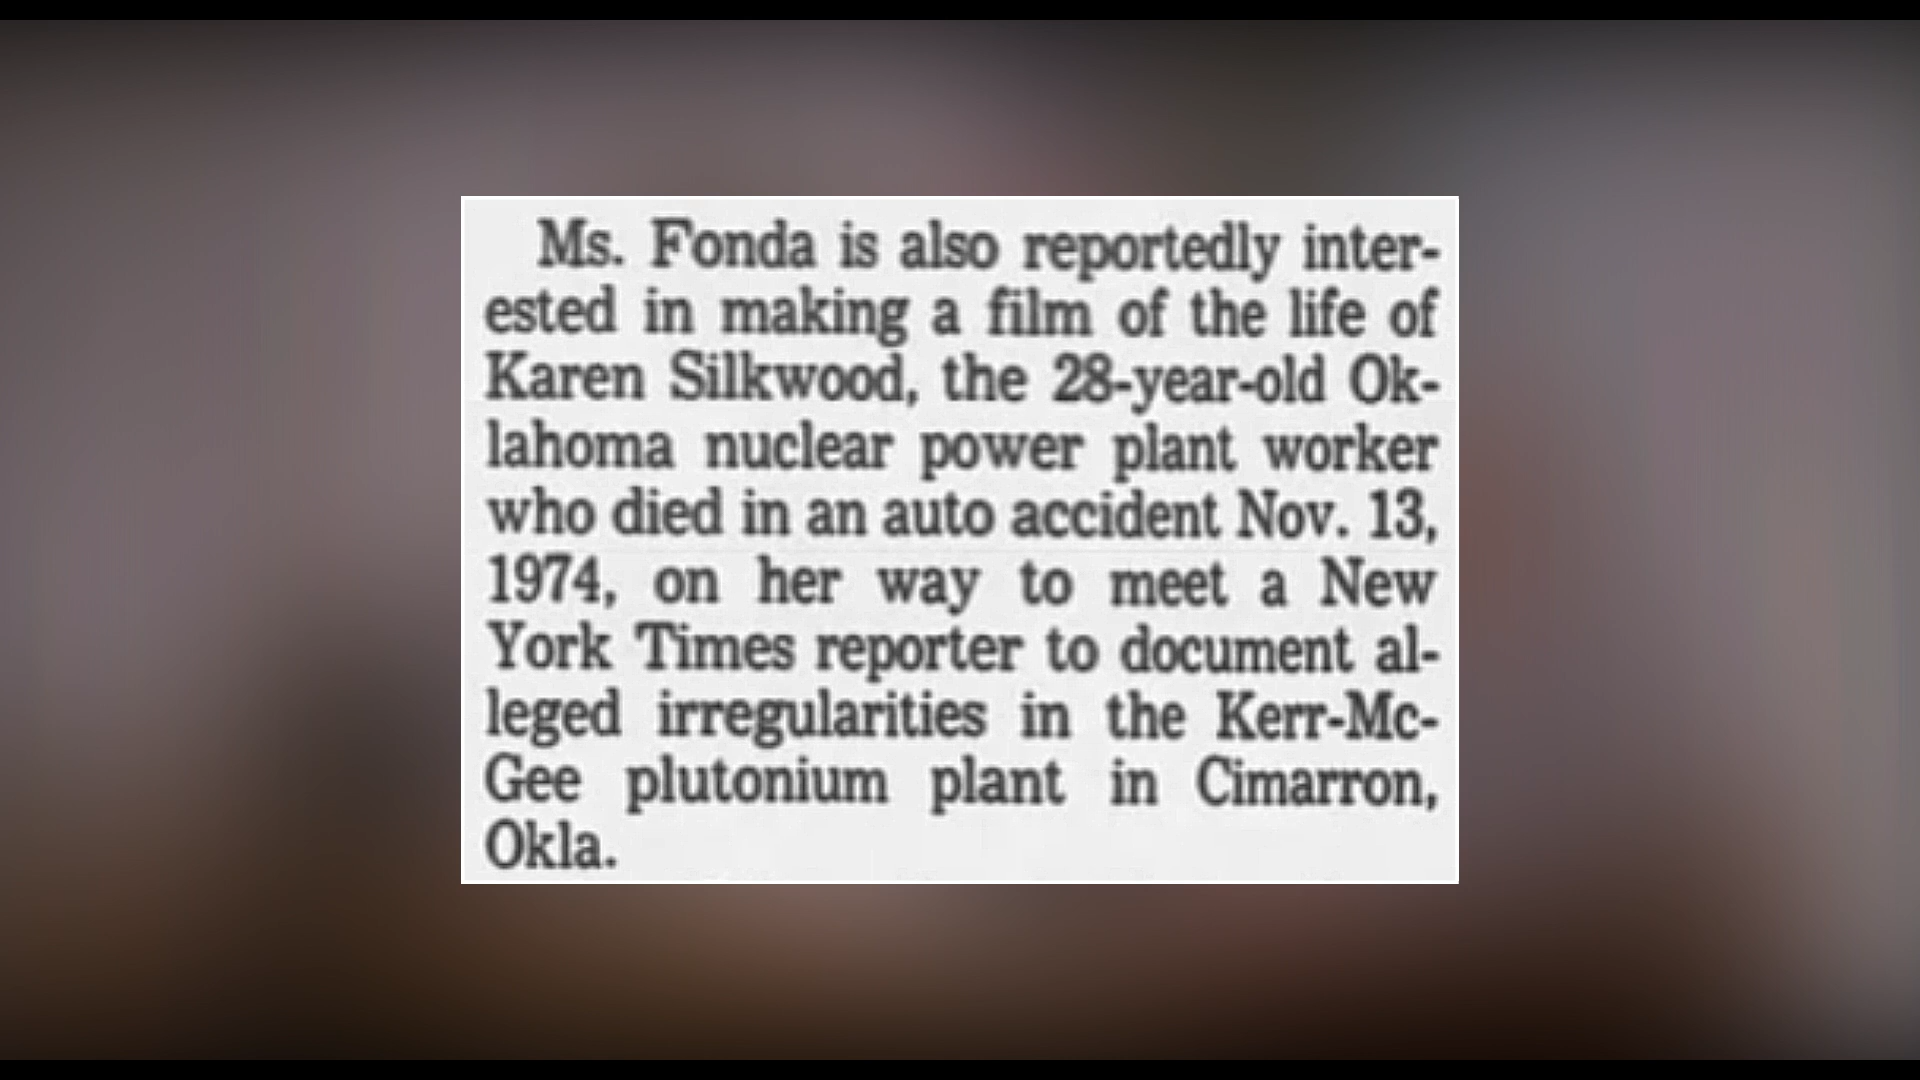 Ms. Fonda is also reportedly inter-
ested in making a film of the life of
Karen Silkwood, the 28-year-old Ok-
lahoma nuclear power plant worker
who died in an auto accident Nov. 13,
1974, on her way to meet a New
York Times reporter to document al-
leged irregularities in the Kerr-Mc-
Gee plutonium plant in Cimarron,
Okla.